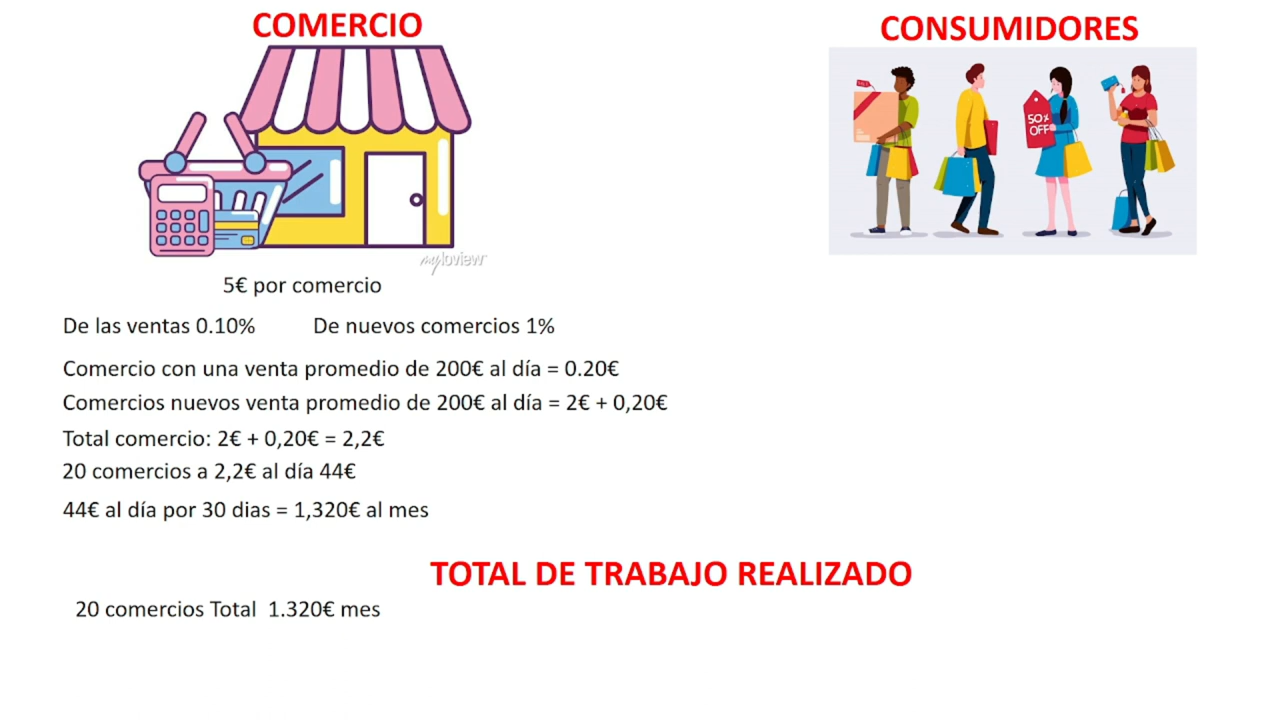 COMERCIO
CONSUMIDORES
SALE
50%
OFF
myloview
5€ por comercio
De las ventas 0.10% De nuevos comercios 1%
Comercio con una venta promedio de 200€ al día = 0.20€
Comercios nuevos venta promedio de 200€ al día = 2€ + 0,20€
Total comercio: 2€ + 0,20€ = 2,2€
20 comercios a 2,2€ al día 44€
44€ al día por 30 dias = 1,320€ al mes
TOTAL DE TRABAJO REALIZADO
20 comercios Total 1.320€ mes